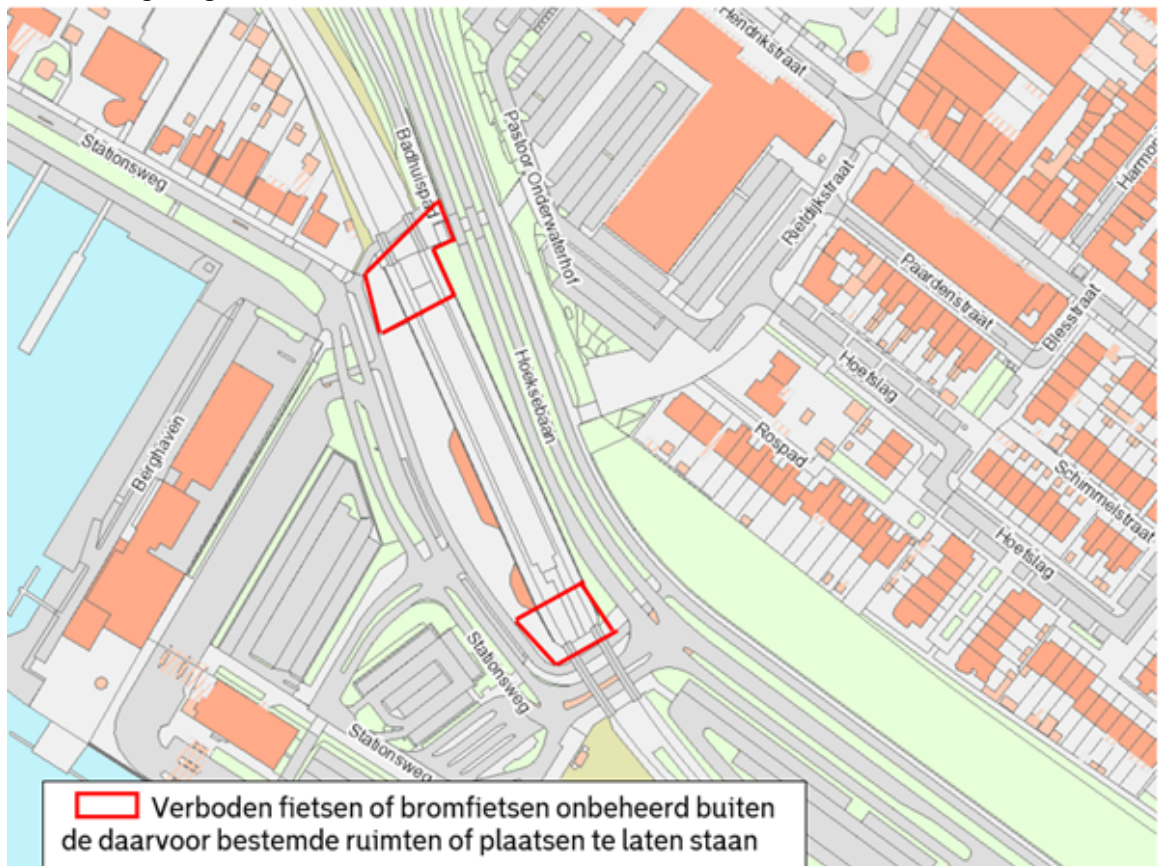 Hendrikstraat
Badhuispad
Pastoor Onderwaterhof
Stationsweg
Rietdijkstraat
Harmon
Paardenstraat
Blesstraat
Hoefslag
Hoeksebaan
Berghaven
Rospad
Schimmelstraat
Hoefslag
Stationsweg
Stationsweg
Verboden fietsen of bromfietsen onbeheerd buiten
de daarvoor bestemde ruimten of plaatsen te laten staan